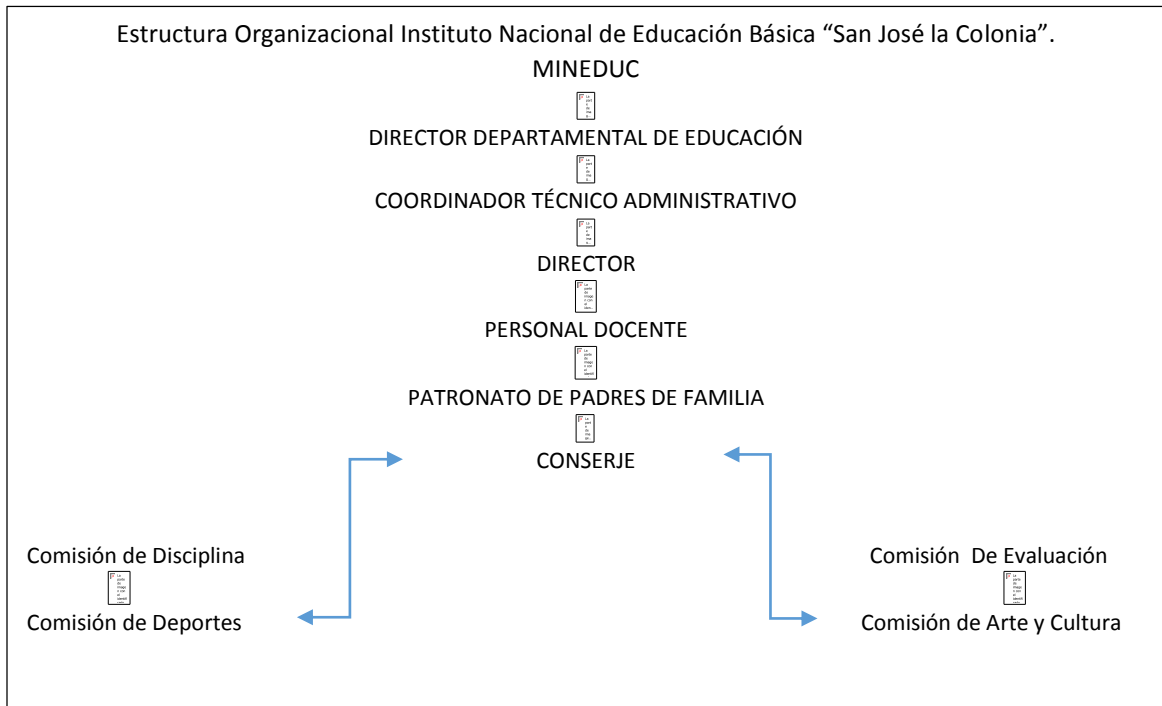 Estructura Organizacional Instituto Nacional de Educación Básica “San José la Colonia”.
MINEDUC
DIRECTOR DEPARTAMENTAL DE EDUCACIÓN
COORDINADOR TÉCNICO ADMINISTRATIVO
DIRECTOR
PERSONAL DOCENTE
PATRONATO DE PADRES DE FAMILIA
CONSERJE
Comisión de Disciplina
Comisión De Evaluación
Comisión de Deportes
Comisión de Arte y Cultura